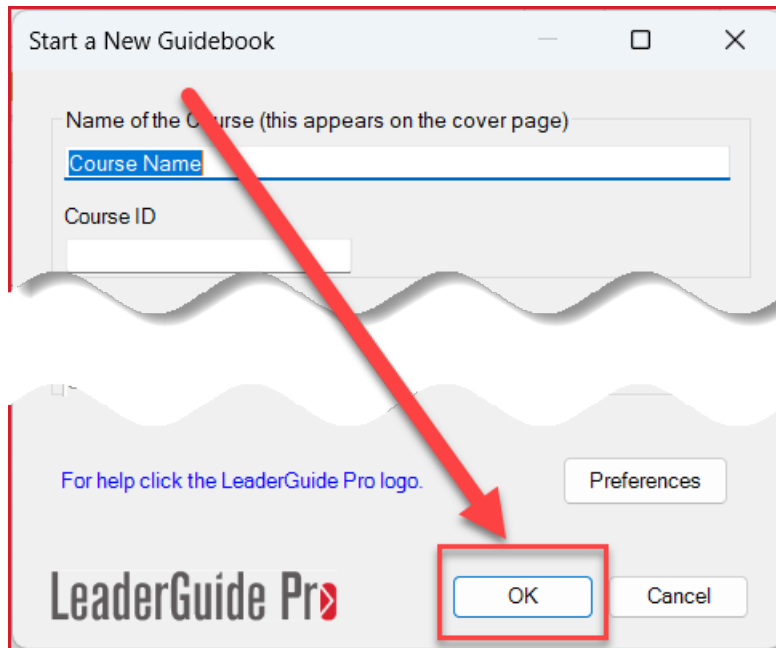 Start a New Guidebook
Name of the Course (this appears on the cover page)
Course Name
Course ID
For help click the LeaderGuide Pro logo.
Preferences
LeaderGuide Pro
OK
Cancel